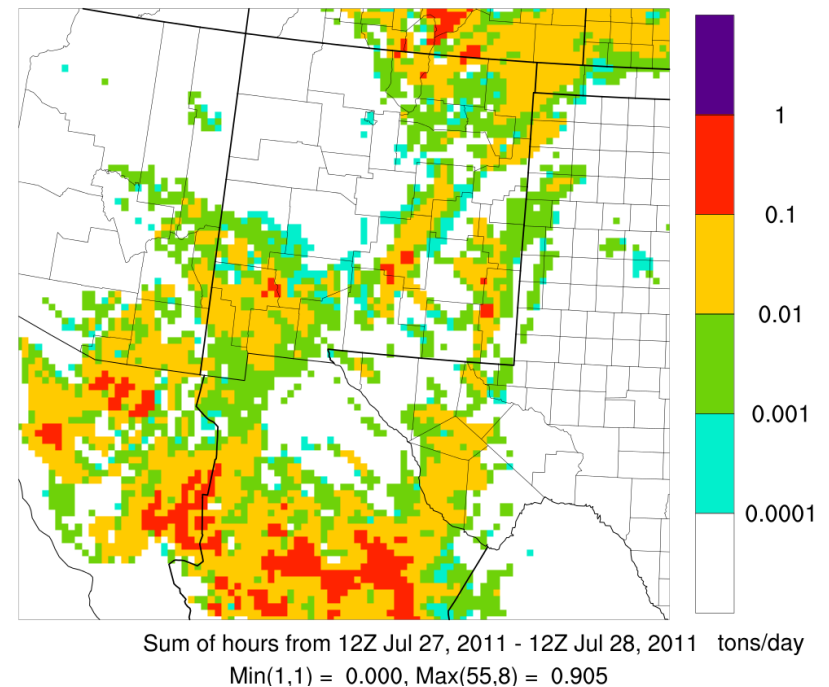 1
0.1
0.01
0.001
0.0001
Sum of hours from 12Z Jul 27, 2011 - 12Z Jul 28, 2011 tons/day
Min(1,1) = 0.000, Max(55,8) = 0.905